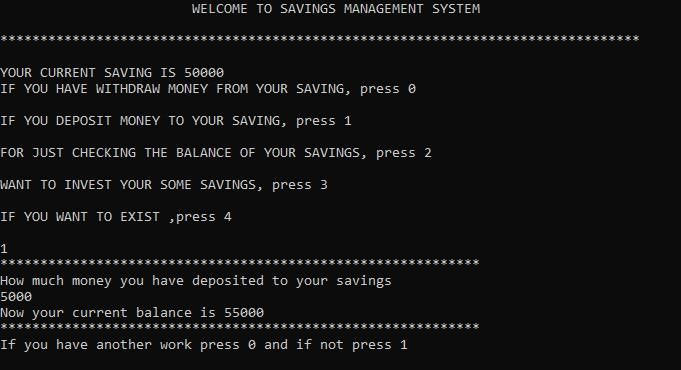 WELCOME TO SAVINGS MANAGEMENT SYSTEM
********************************************************************************
YOUR CURRENT SAVING IS 50000
IF YOU HAVE WITHDRAW MONEY FROM YOUR SAVING, press 0
IF YOU DEPOSIT MONEY TO YOUR SAVING, press 1
FOR JUST CHECKING THE BALANCE OF YOUR SAVINGS, press 2
WANT TO INVEST YOUR SOME SAVINGS, press 3
IF YOU WANT TO EXIST ,press 4
1
************************************************************
How much money you have deposited to your savings
5000
Now your current balance is 55000
************************************************************
If you have another work press 0 and if not press 1